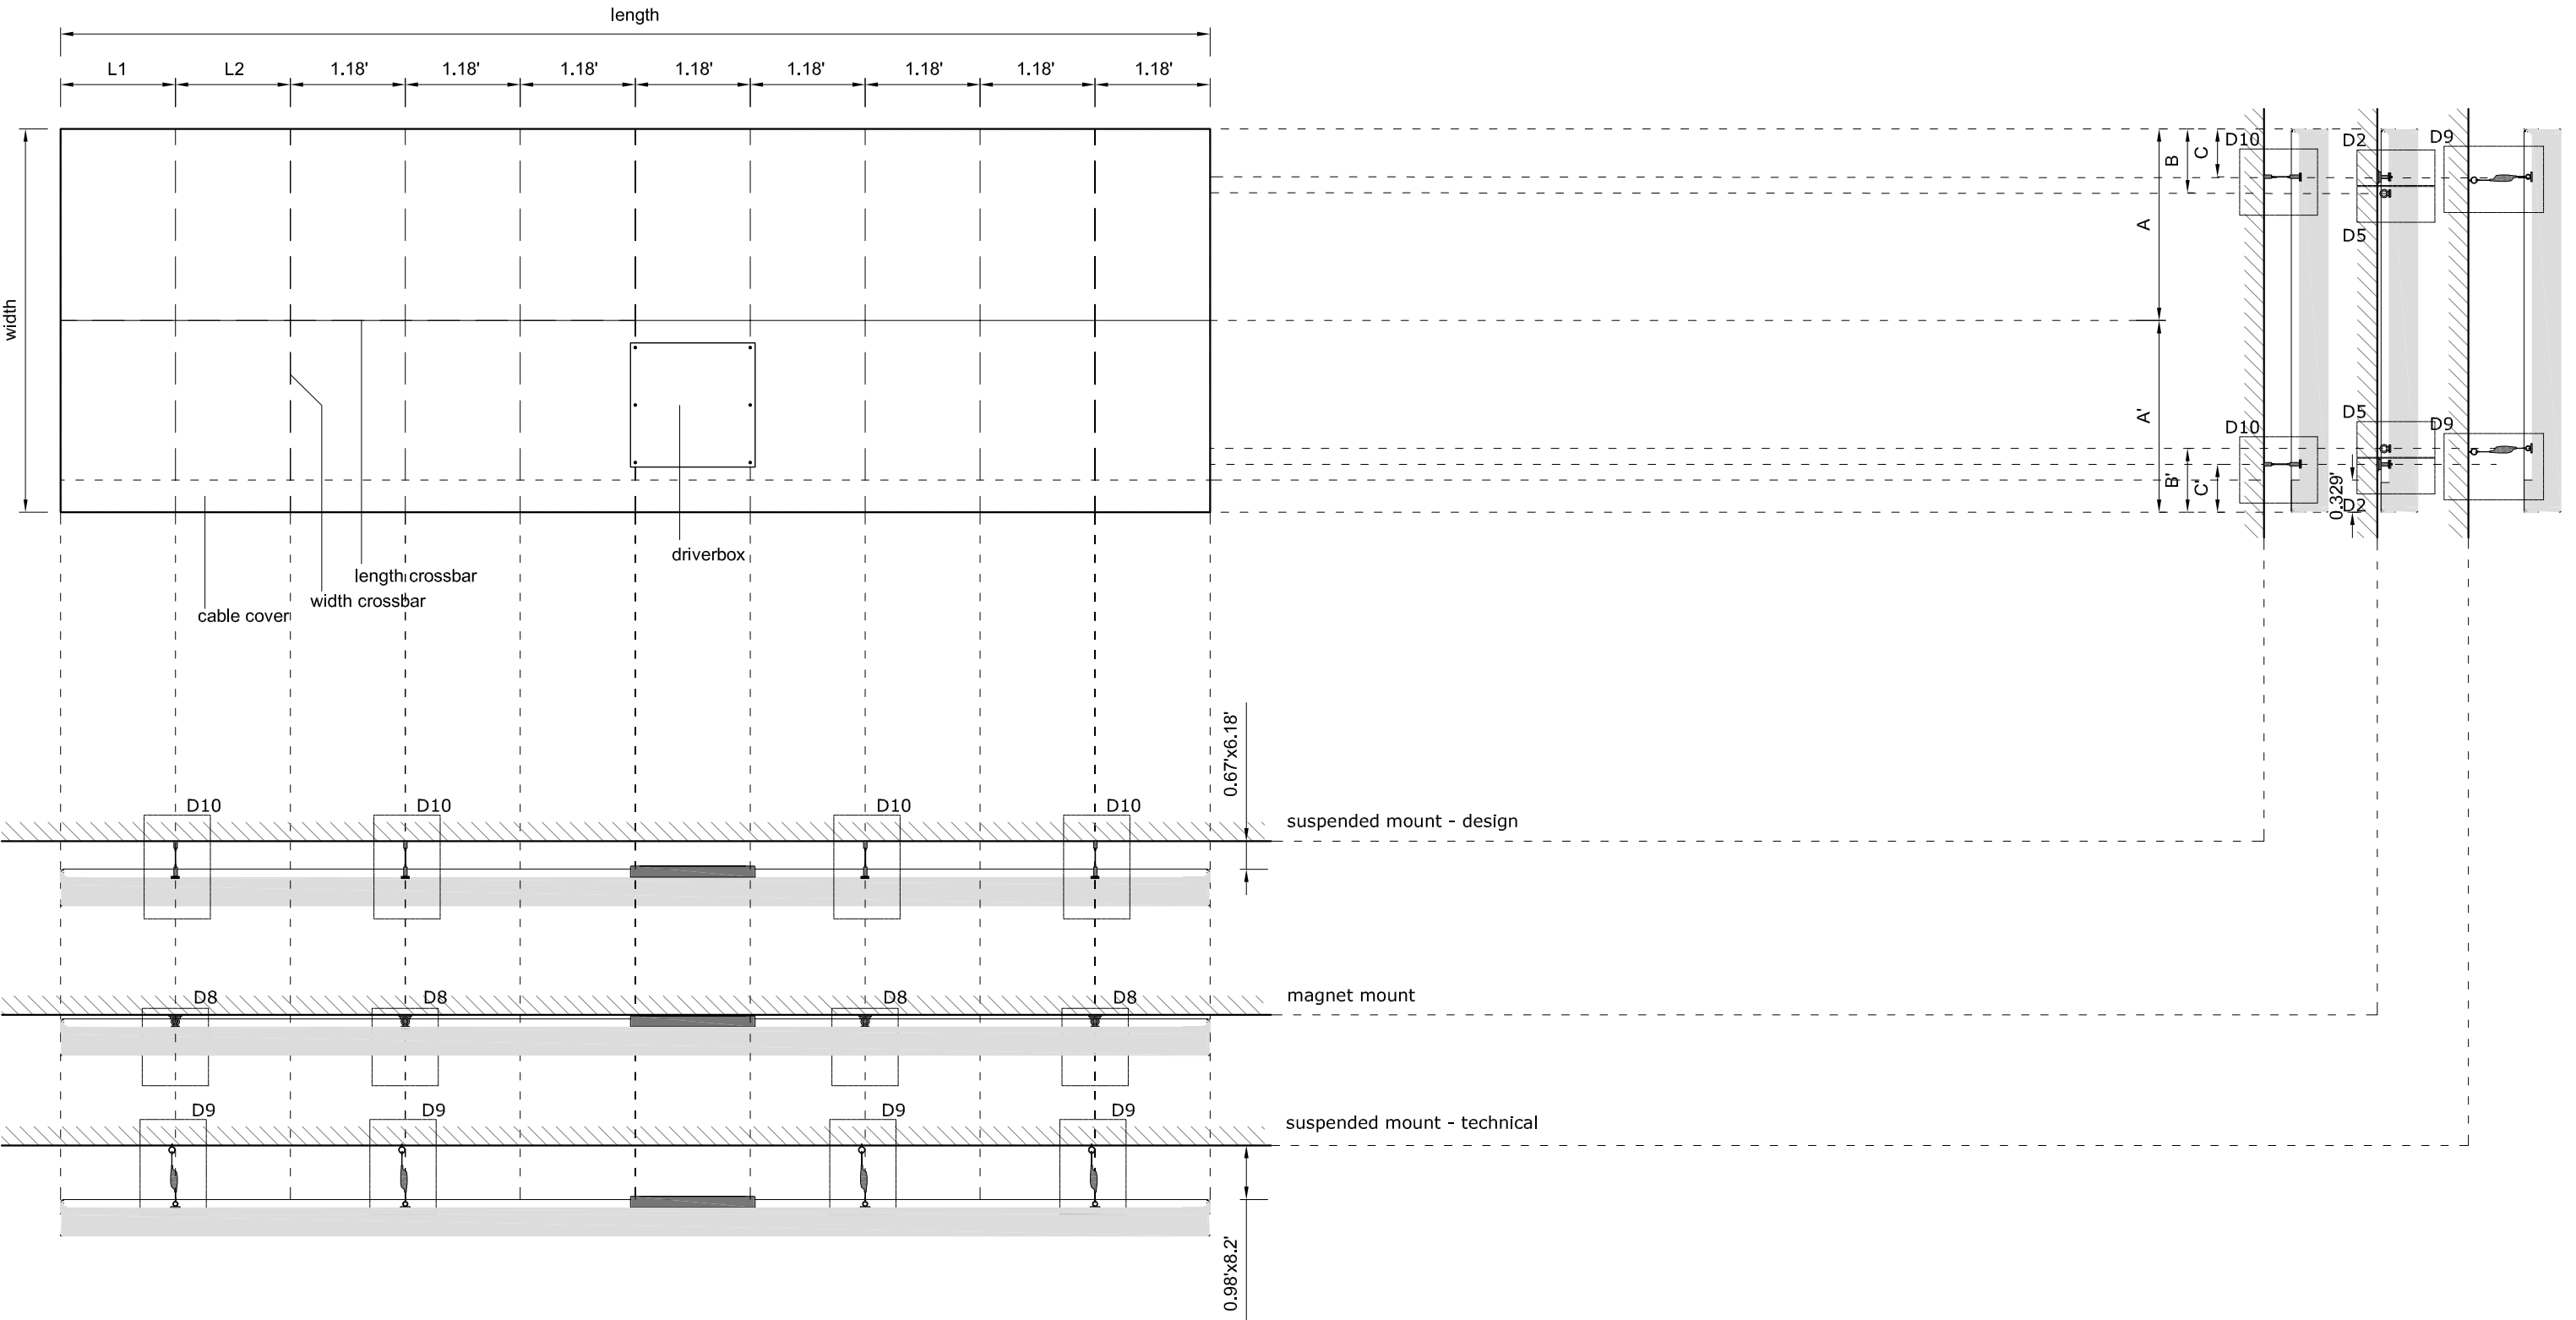 length
L1 L2 1.18' 1.18' 1.18' 1.18' 1.18' 1.18' 1.18' 1.18'
width
driverbox
length crossbar
width crossbar
cable cover
A
B
C
A'
B'
C'
D10
D2
D9
D5
D5
D10
D9
0.329'
D2
0.67'x6.18'
D10 D10 D10 D10
suspended mount - design
D8 D8 D8 D8
magnet mount
D9 D9 D9 D9
suspended mount - technical
0.98'x8.2'